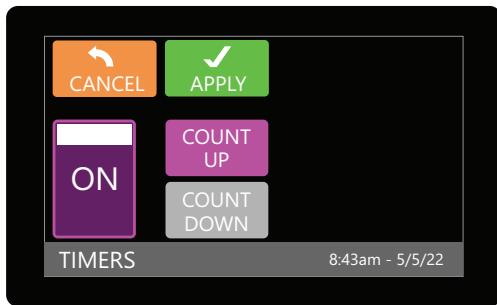 CANCEL
APPLY
ON
COUNT
UP
COUNT
DOWN
TIMERS
8:43am - 5/5/22